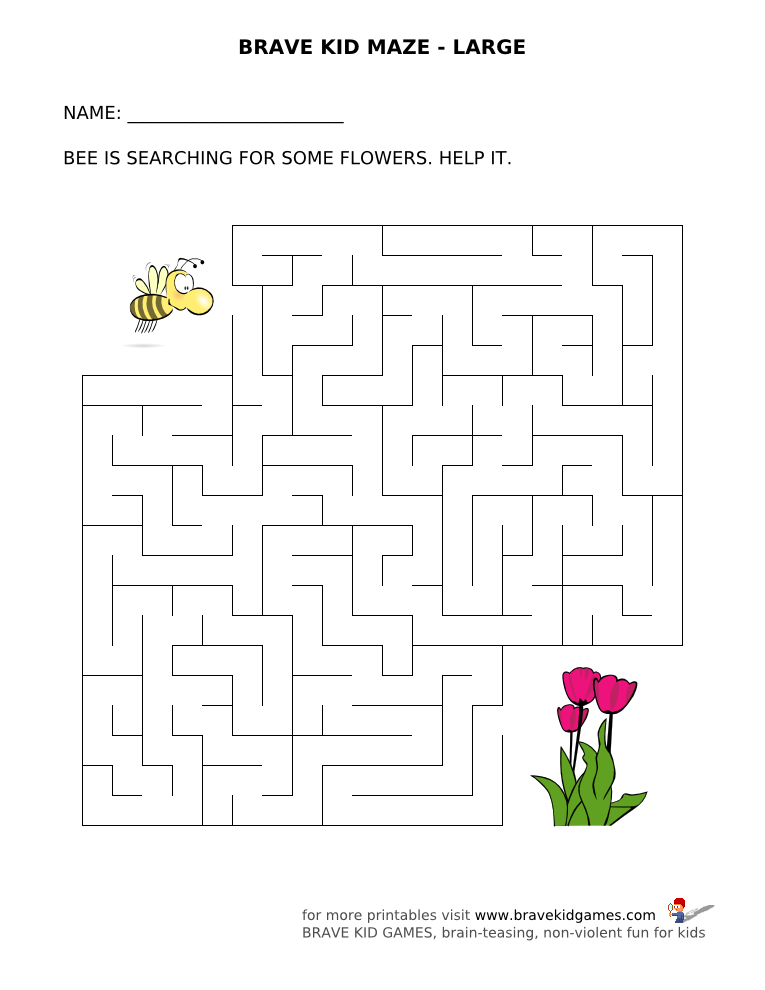 BRAVE KID MAZE - LARGE
NAME: ________________________
BEE IS SEARCHING FOR SOME FLOWERS. HELP IT.
for more printables visit www.bravekidgames.com
BRAVE KID GAMES, brain-teasing, non-violent fun for kids